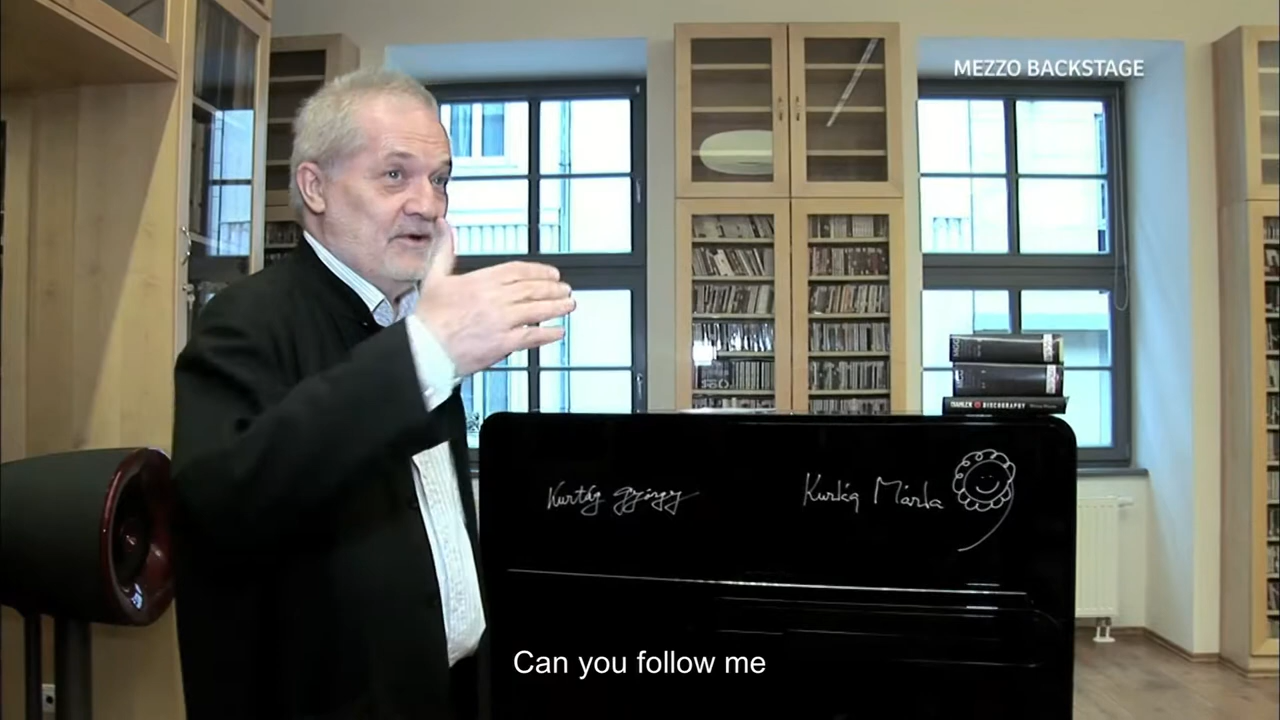 MEZZO BACKSTAGE
MAHLER DISCOGRAPHY
Kurtág György
Kurtág Márta
Can you follow me